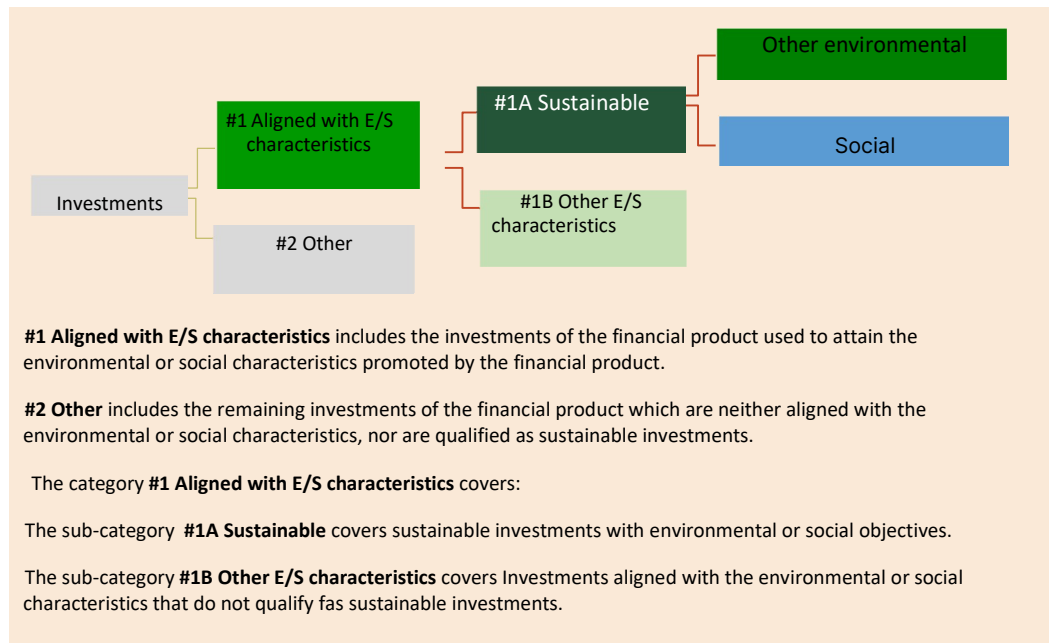 Other environmental
#1A Sustainable
#1 Aligned with E/S
characteristics
Social
Investments
#1B Other E/S
characteristics
#2 Other
#1 Aligned with E/S characteristics includes the investments of the financial product used to attain the
environmental or social characteristics promoted by the financial product.
#2 Other includes the remaining investments of the financial product which are neither aligned with the
environmental or social characteristics, nor are qualified as sustainable investments.
The category #1 Aligned with E/S characteristics covers:
The sub-category #1A Sustainable covers sustainable investments with environmental or social objectives.
The sub-category #1B Other E/S characteristics covers Investments aligned with the environmental or social
characteristics that do not qualify fas sustainable investments.